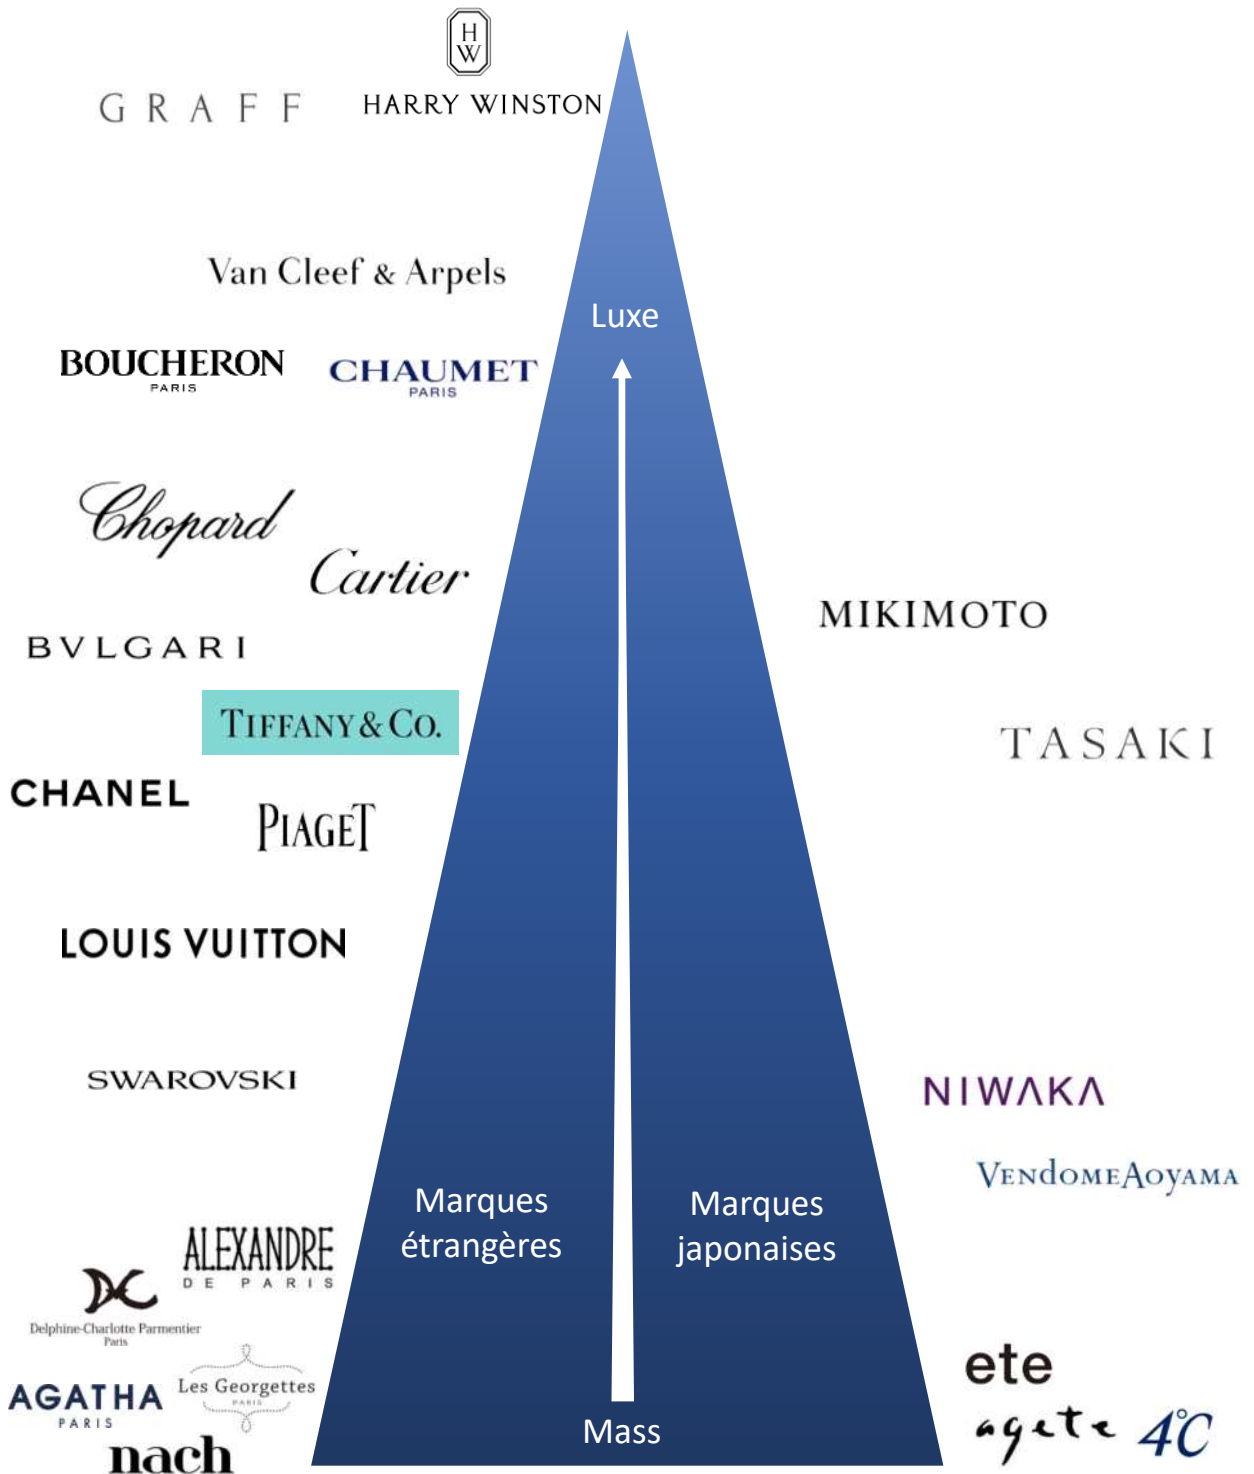 H
W
GRAFF
HARRY WINSTON
Van Cleef & Arpels
Luxe
BOUCHERON
PARIS
CHAUMET
PARIS
Chopard
Cartier
MIKIMOTO
BVLGARI
TIFFANY & CO.
TASAKI
CHANEL
PIAGET
LOUIS VUITTON
SWAROVSKI
NIWAKA
VENDOMEAOYAMA
Marques
étrangères
Marques
japonaises
ALEXANDRE
DE PARIS
DC
Delphine-Charlotte Parmentier
Paris
AGATHA
PARIS
Les Georgettes
PARIS
nach
Mass
ete
agete
4℃